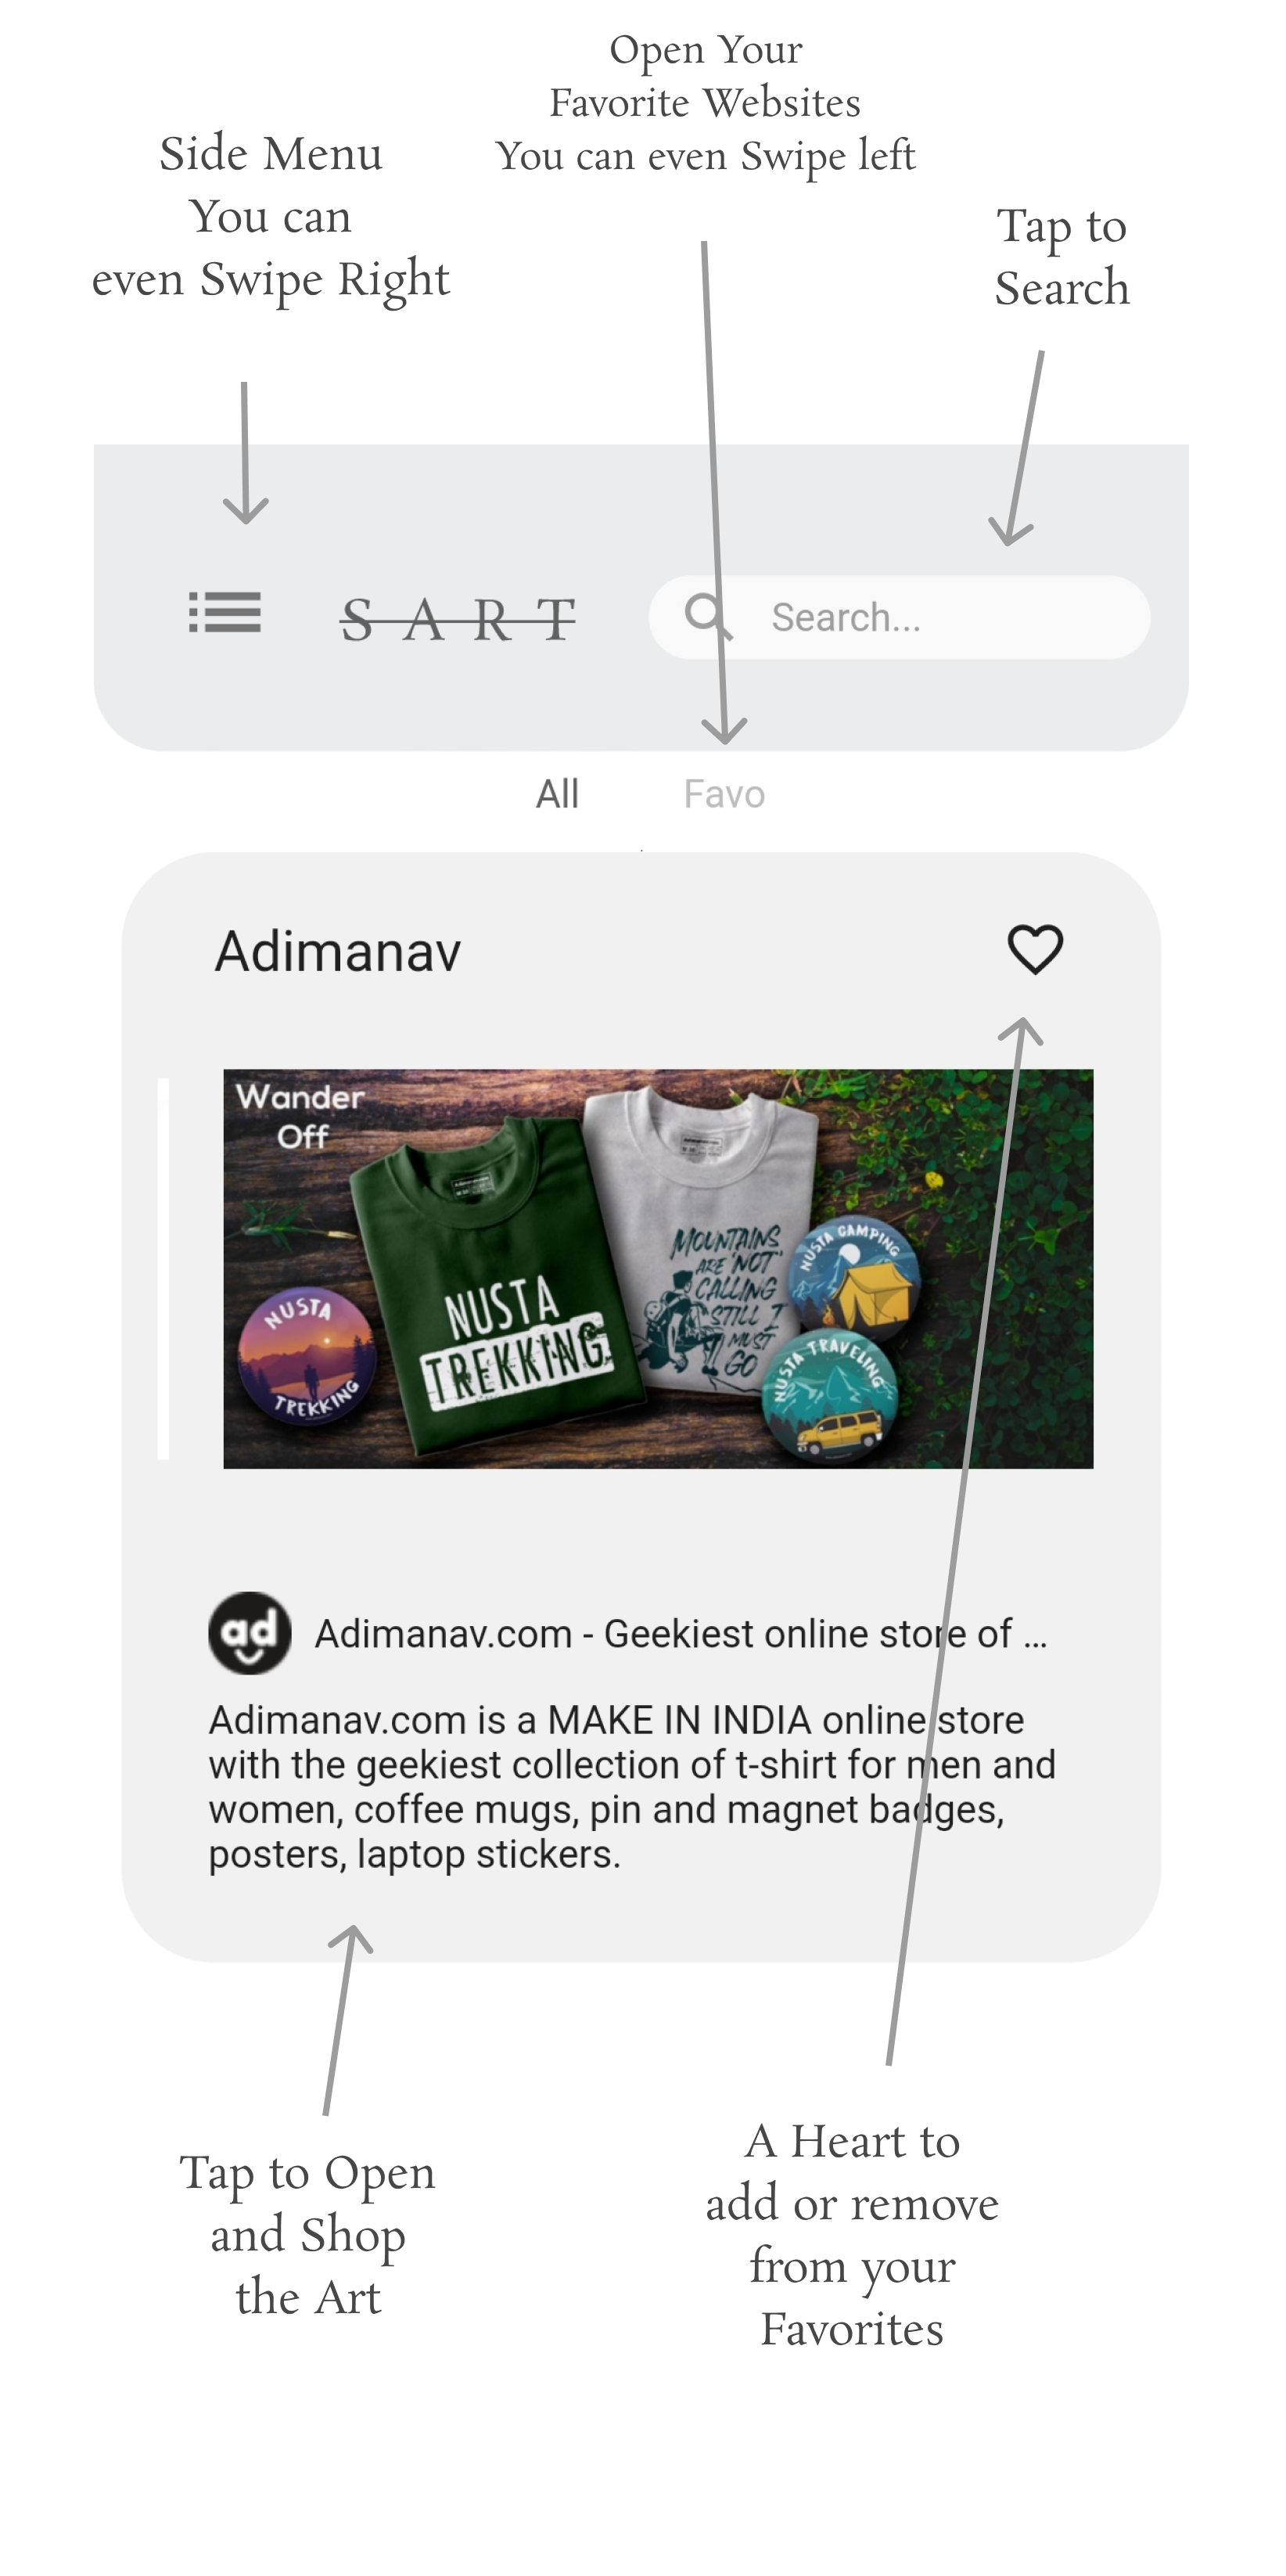 Open Your
Favorite Websites
You can even Swipe left
Side Menu
You can
even Swipe Right
Tap to
Search
S A R T
Search...
All
Favo
Adimanav
Wander
Off
NUSTA
TREKKING
MOUNTAINS
ARE 'NOT'
CALLING
STILL I
MUST
GO
NUSTA CAMPING
NUSTA TRAVELING
NUSTA
TREKKING
ad
Adimanav.com - Geekiest online store of ...
Adimanav.com is a MAKE IN INDIA online store
with the geekiest collection of t-shirt for men and
women, coffee mugs, pin and magnet badges,
posters, laptop stickers.
Tap to Open
and Shop
the Art
A Heart to
add or remove
from your
Favorites